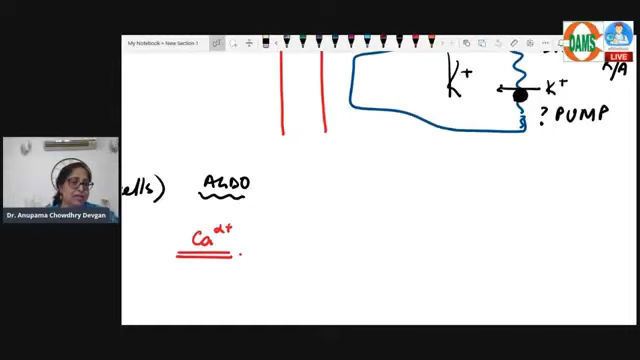 My Notebook > New Section 1
DAMS
LIVE
K⁺
K⁺
? PUMP
ells)
ALDO
Ca²⁺
Dr. Anupama Chowdhry Devgan